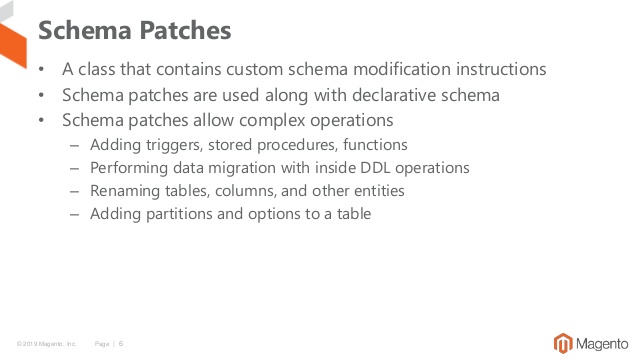 Schema Patches
• A class that contains custom schema modification instructions
• Schema patches are used along with declarative schema
• Schema patches allow complex operations
– Adding triggers, stored procedures, functions
– Performing data migration with inside DDL operations
– Renaming tables, columns, and other entities
– Adding partitions and options to a table
© 2019 Magento, Inc. Page | 6
Magento